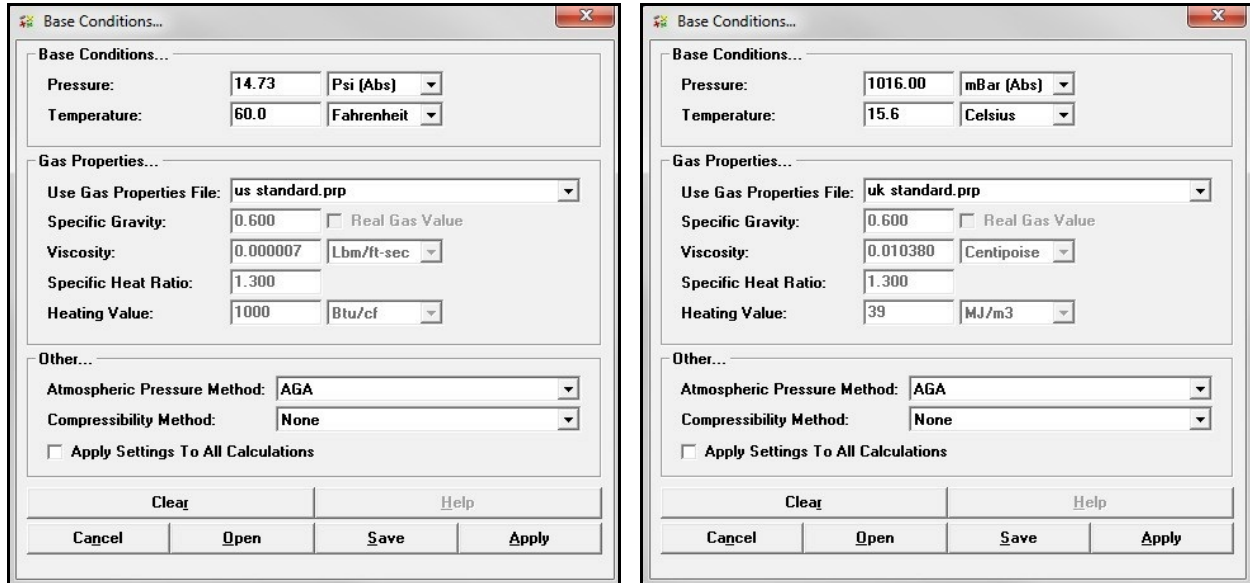 Base Conditions...
Base Conditions...
Pressure: 14.73 Psi (Abs)
Temperature: 60.0 Fahrenheit
Gas Properties...
Use Gas Properties File: us standard.prp
Specific Gravity: 0.600 Real Gas Value
Viscosity: 0.000007 Lbm/ft-sec
Specific Heat Ratio: 1.300
Heating Value: 1000 Btu/cf
Other...
Atmospheric Pressure Method: AGA
Compressibility Method: None
Apply Settings To All Calculations
Clear Help
Cancel Open Save Apply
Base Conditions...
Base Conditions...
Pressure: 1016.00 mBar (Abs)
Temperature: 15.6 Celsius
Gas Properties...
Use Gas Properties File: uk standard.prp
Specific Gravity: 0.600 Real Gas Value
Viscosity: 0.010380 Centipoise
Specific Heat Ratio: 1.300
Heating Value: 39 MJ/m3
Other...
Atmospheric Pressure Method: AGA
Compressibility Method: None
Apply Settings To All Calculations
Clear Help
Cancel Open Save Apply